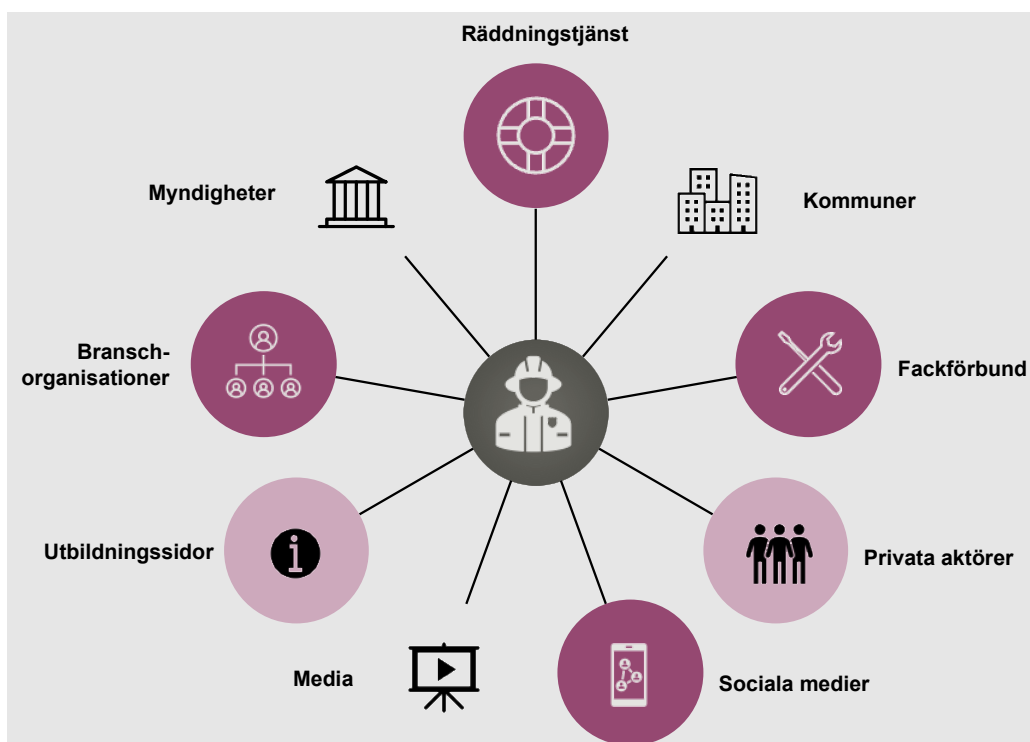 Räddningstjänst
Myndigheter
Kommuner
Bransch-
organisationer
Fackförbund
Utbildningssidor
Privata aktörer
Media
Sociala medier